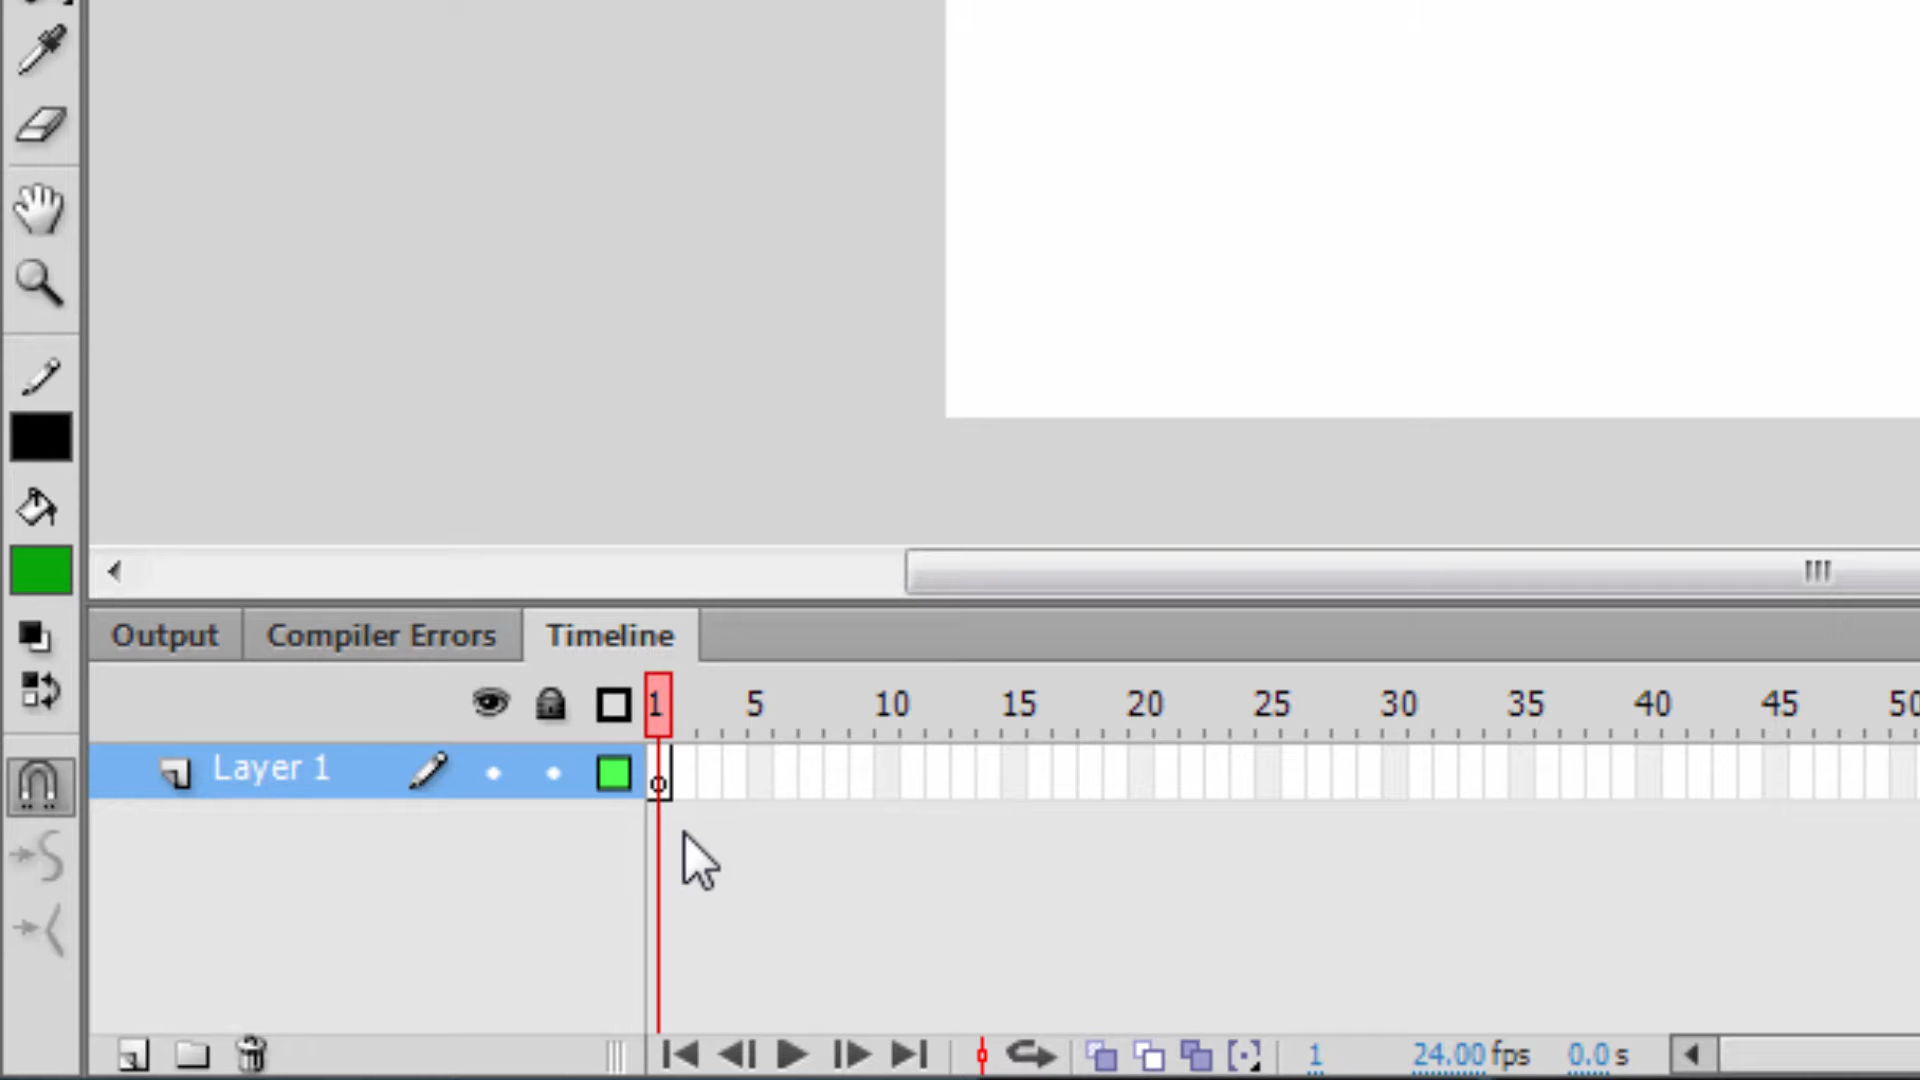 Output Compiler Errors Timeline
1 5 10 15 20 25 30 35 40 45 50
Layer 1
1 24.00 fps 0.0 s